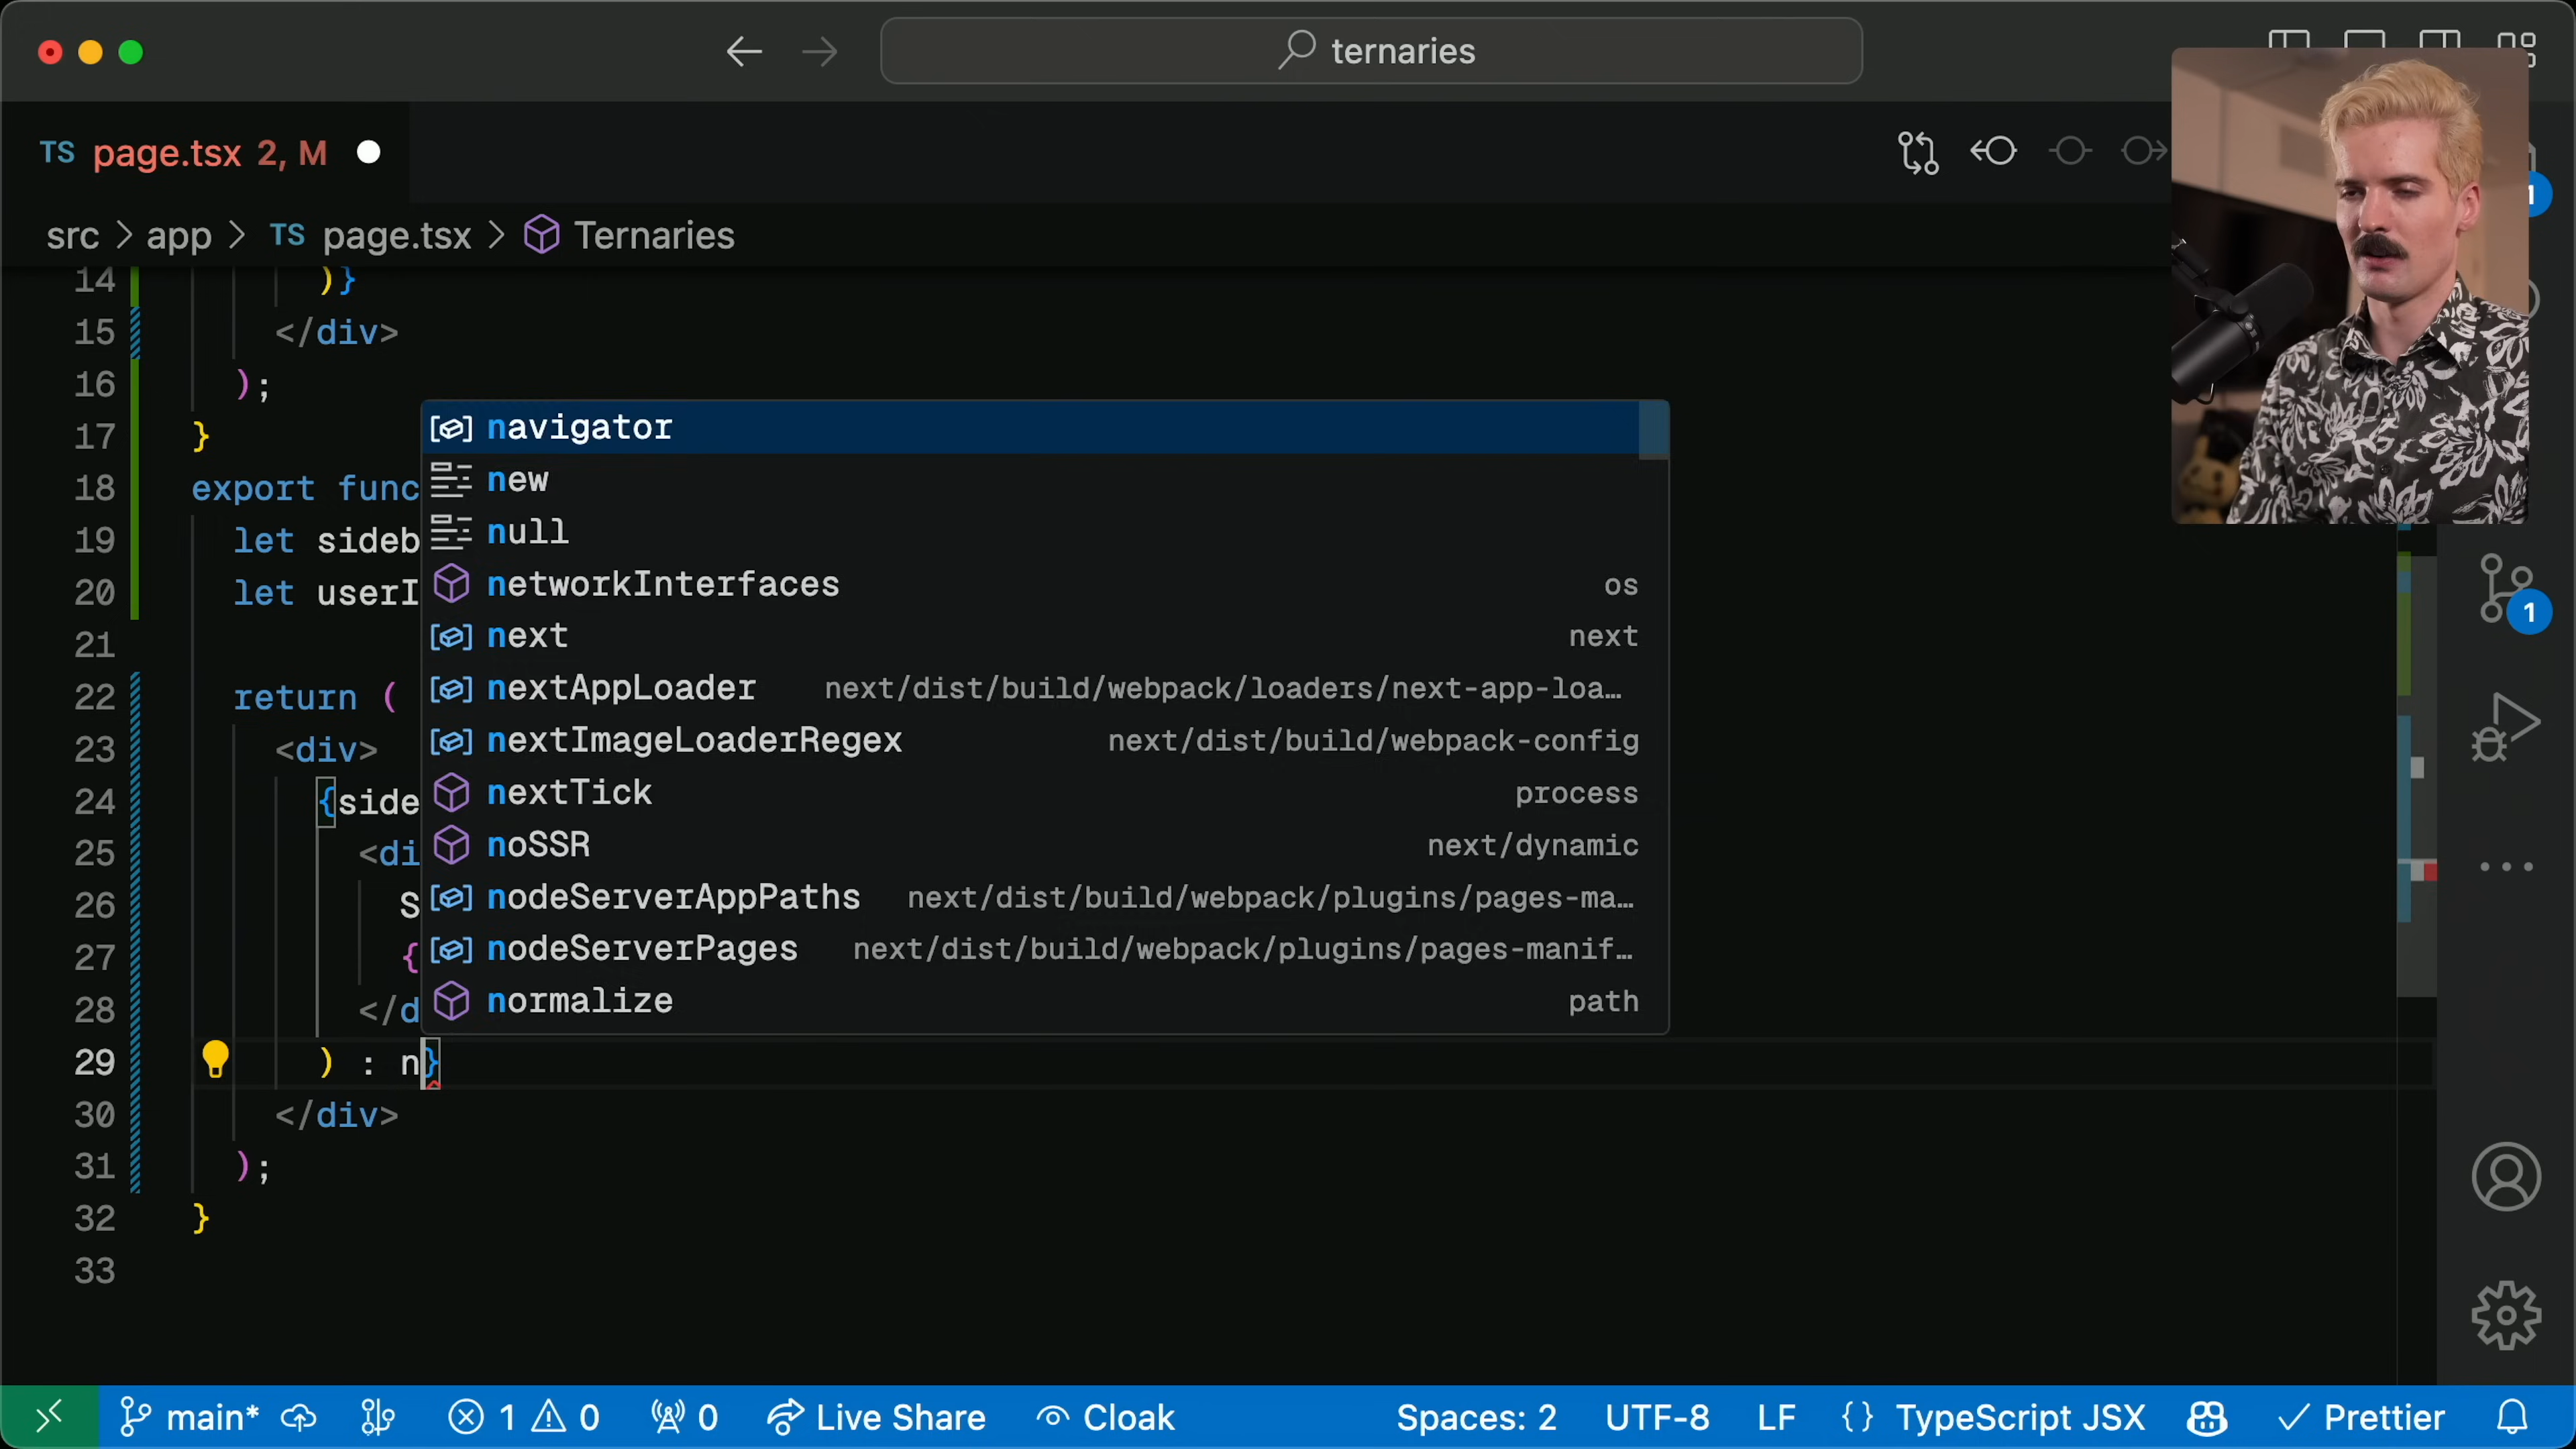 ternaries
TS page.tsx 2, M
src > app > TS page.tsx > Ternaries
14 )}
15 </div>
16 );
17 }
18 export func
19 let sideb
20 let userI
21
22 return (
23 <div>
24 {side
25 <di
26 S
27 {
28 </d
29 ) : n}
30 </div>
31 );
32 }
33
navigator
new
null
networkInterfaces os
next next
nextAppLoader next/dist/build/webpack/loaders/next-app-loa…
nextImageLoaderRegex next/dist/build/webpack-config
nextTick process
noSSR next/dynamic
nodeServerAppPaths next/dist/build/webpack/plugins/pages-ma…
nodeServerPages next/dist/build/webpack/plugins/pages-manif…
normalize path
1
1
main* 1 0 0 Live Share Cloak Spaces: 2 UTF-8 LF {} TypeScript JSX Prettier